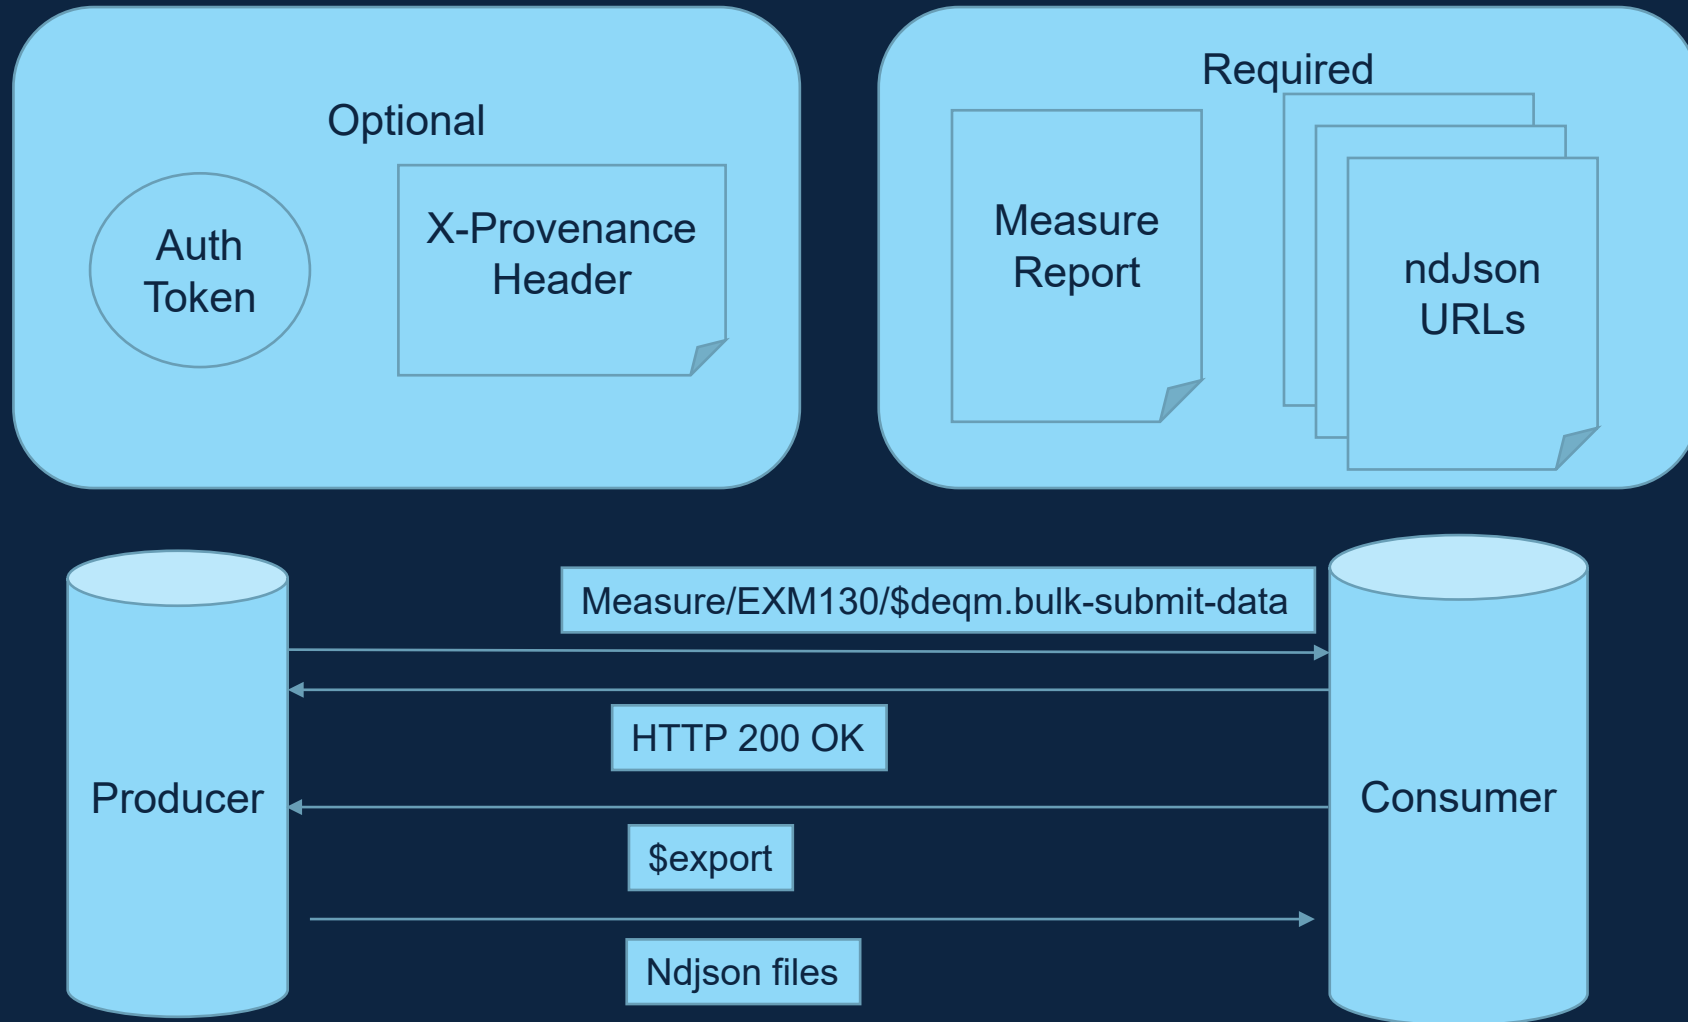 Optional
Auth
Token
X-Provenance
Header
Required
Measure
Report
ndJson
URLs
Measure/EXM130/$deqm.bulk-submit-data
HTTP 200 OK
Producer
Consumer
$export
Ndjson files